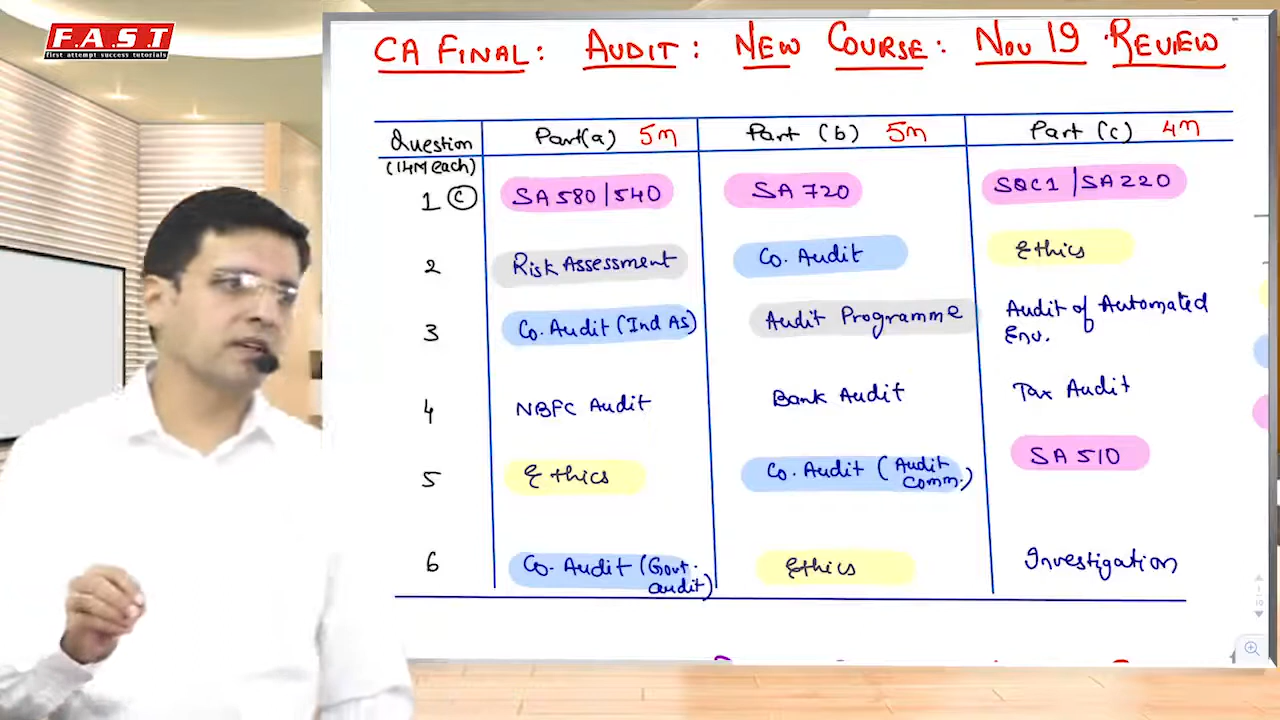 F.A.S.T
first attempt success tutorials
CA FINAL: AUDIT: NEW COURSE: NOV 19 REVIEW
Question Part(a) 5m Part (b) 5m Part (c) 4m
(14M each)
1 (C) SA 580/540 SA 720 SQC1/SA220
2 Risk Assessment Co. Audit Ethics
3 Co. Audit (Ind AS) Audit Programme Audit of Automated
Env.
4 NBFC Audit Bank Audit Tax Audit
5 Ethics Co. Audit (Audit SA 510
Comm.)
6 Co. Audit (Govt. Ethics Investigation
audit)